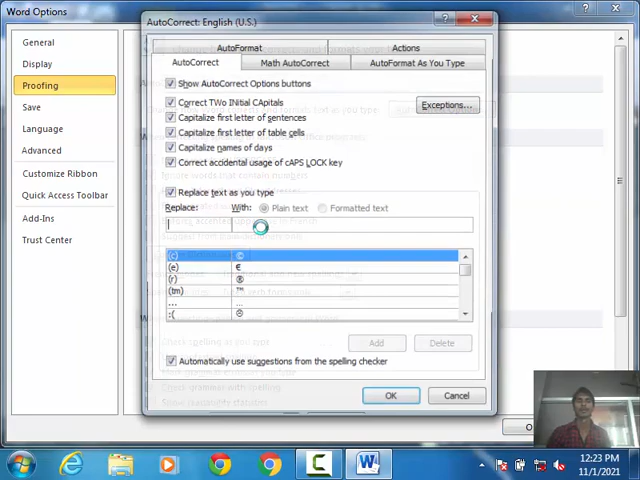 Word Options
AutoCorrect: English (U.S.)
General
Display
Proofing
Save
Language
Advanced
Customize Ribbon
Quick Access Toolbar
Add-Ins
Trust Center
AutoFormat
Actions
AutoCorrect
Math AutoCorrect
AutoFormat As You Type
Show AutoCorrect Options buttons
Correct TWo INitial CApitals
Exceptions...
Capitalize first letter of sentences
Capitalize first letter of table cells
Capitalize names of days
Correct accidental usage of cAPS LOCK key
Replace text as you type
Replace: With: Plain text Formatted text
(c) ©
(e) €
(r) ®
(tm) ™
... ...
:( ☹
Add Delete
Automatically use suggestions from the spelling checker
OK Cancel
O
12:23 PM
11/1/2021